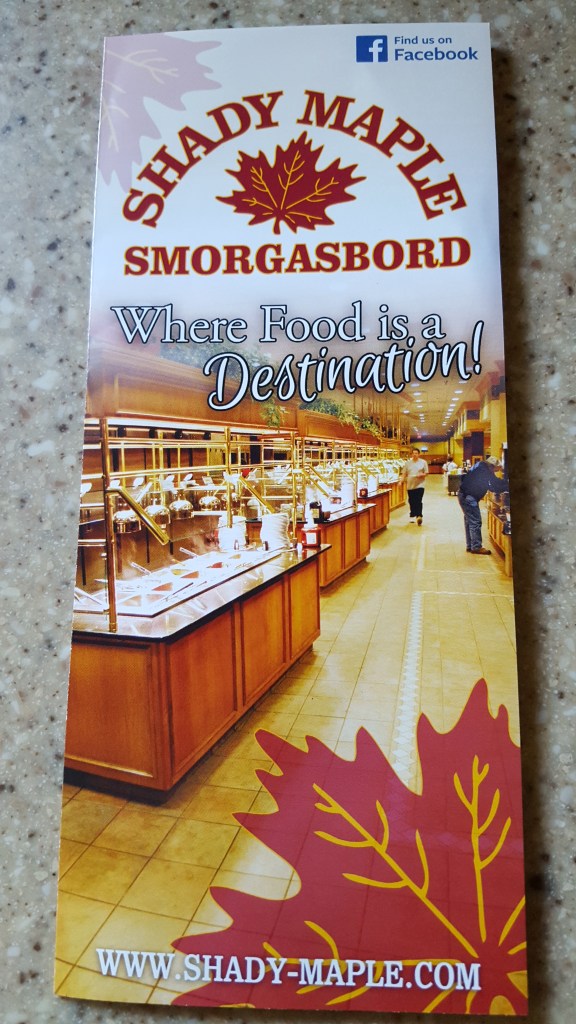 Find us on
Facebook
SHADY MAPLE
SMORGASBORD
Where Food is a
Destination!
WWW.SHADY-MAPLE.COM